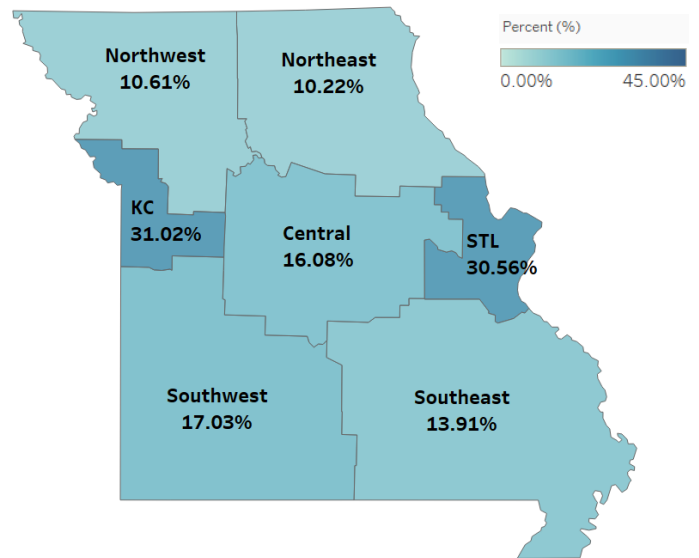 Percent (%)
0.00% 45.00%
Northwest
10.61%
Northeast
10.22%
KC
31.02%
Central
16.08%
STL
30.56%
Southwest
17.03%
Southeast
13.91%